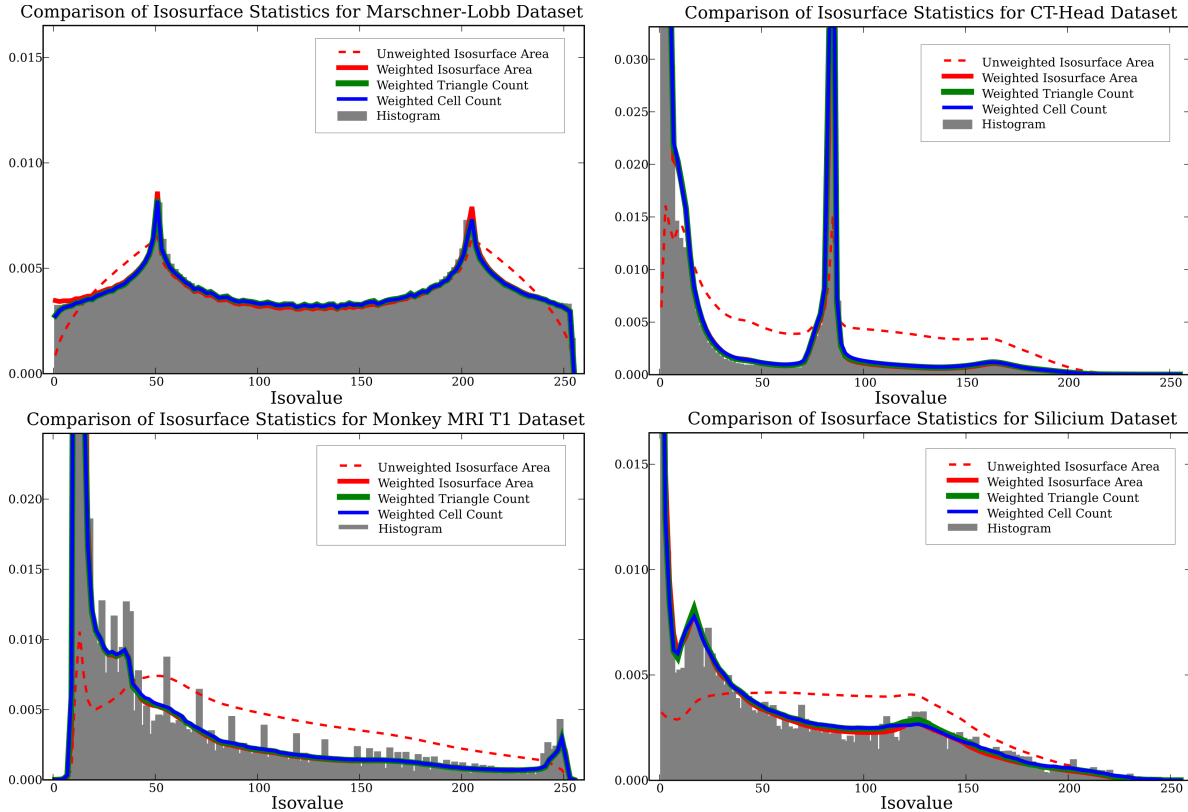 Comparison of Isosurface Statistics for Marschner-Lobb Dataset
0.015
0.010
0.005
0.000
Unweighted Isosurface Area
Weighted Isosurface Area
Weighted Triangle Count
Weighted Cell Count
Histogram
0
50
100
150
200
250
Isovalue
Comparison of Isosurface Statistics for CT-Head Dataset
0.030
0.025
0.020
0.015
0.010
0.005
0.000
Unweighted Isosurface Area
Weighted Isosurface Area
Weighted Triangle Count
Weighted Cell Count
Histogram
0
50
100
150
200
250
Isovalue
Comparison of Isosurface Statistics for Monkey MRI T1 Dataset
0.020
0.015
0.010
0.005
0.000
Unweighted Isosurface Area
Weighted Isosurface Area
Weighted Triangle Count
Weighted Cell Count
Histogram
0
50
100
150
200
250
Isovalue
Comparison of Isosurface Statistics for Silicium Dataset
0.015
0.010
0.005
0.000
Unweighted Isosurface Area
Weighted Isosurface Area
Weighted Triangle Count
Weighted Cell Count
Histogram
0
50
100
150
200
250
Isovalue